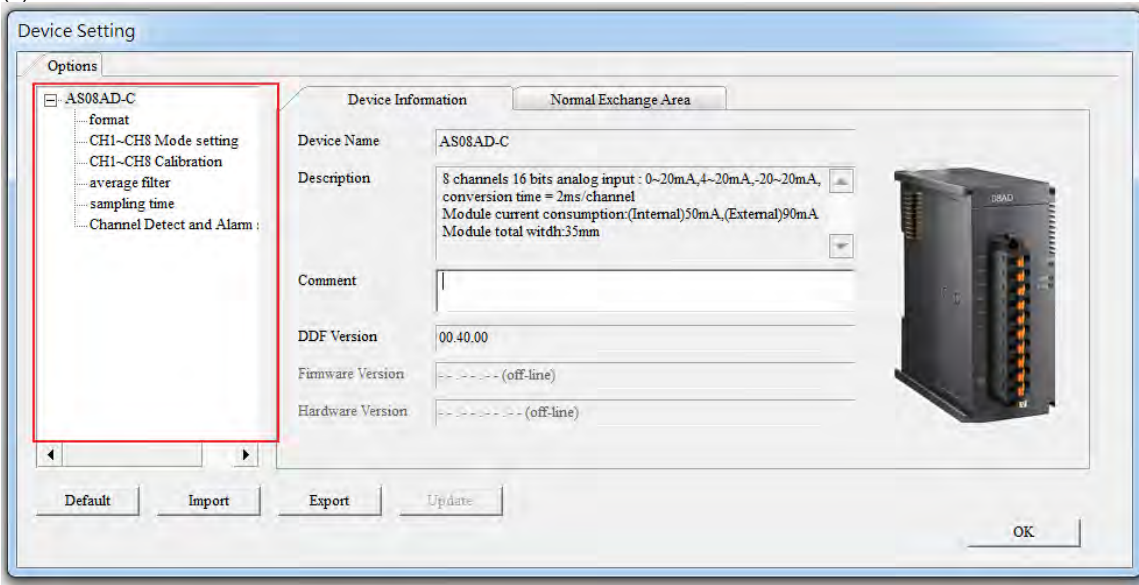 Device Setting
Options
AS08AD-C
format
CH1~CH8 Mode setting
CH1~CH8 Calibration
average filter
sampling time
Channel Detect and Alarm :
Device Information
Normal Exchange Area
Device Name
AS08AD-C
Description
8 channels 16 bits analog input : 0~20mA,4~20mA,-20~20mA,
conversion time = 2ms/channel
Module current consumption:(Internal)50mA,(External)90mA
Module total witdh:35mm
Comment
DDF Version
00.40.00
Firmware Version
--.--.-- (off-line)
Hardware Version
--.--.--.-- (off-line)
08AD
Default
Import
Export
Update
OK